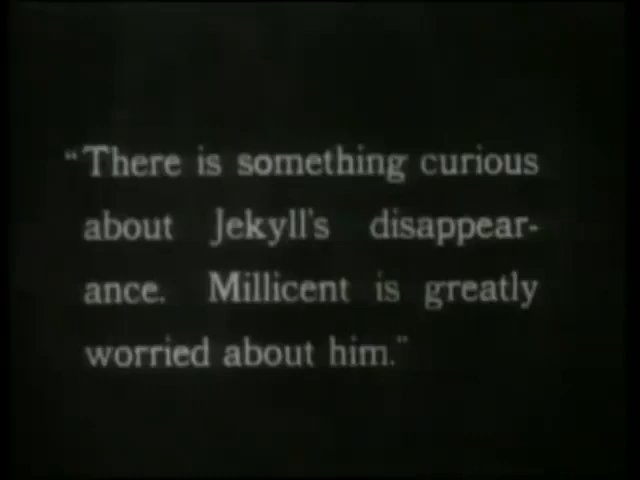 "There is something curious
about Jekyll's disappear-
ance. Millicent is greatly
worried about him."